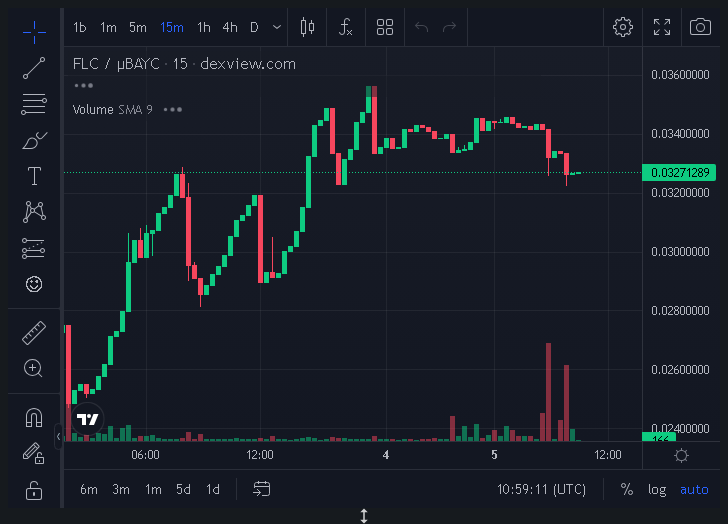 1b 1m 5m 15m 1h 4h D
FLC / μBAYC · 15 · dexview.com
Volume SMA 9
0.03600000
0.03400000
0.03271289
0.03200000
0.03000000
0.02800000
0.02600000
0.02400000
06:00 12:00 4 5 12:00
6m 3m 1m 5d 1d 10:59:11 (UTC) % log auto